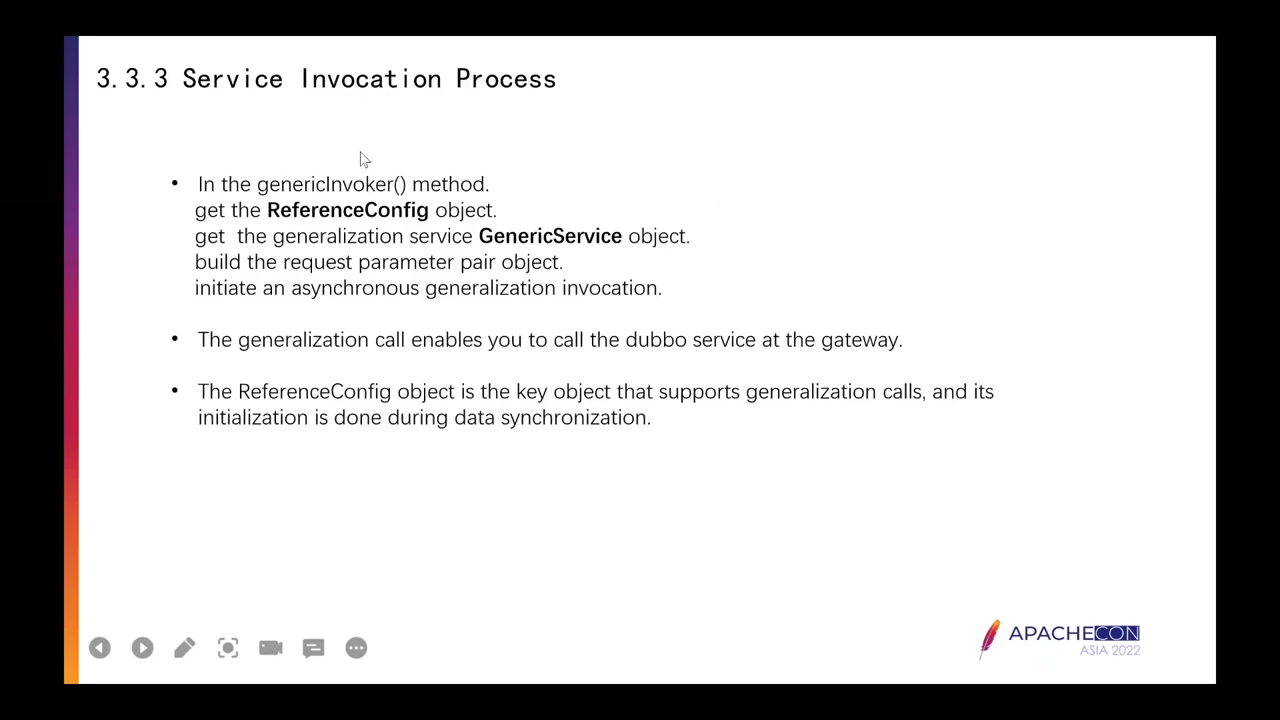 3.3.3 Service Invocation Process
• In the genericInvoker() method.
get the ReferenceConfig object.
get the generalization service GenericService object.
build the request parameter pair object.
initiate an asynchronous generalization invocation.
• The generalization call enables you to call the dubbo service at the gateway.
• The ReferenceConfig object is the key object that supports generalization calls, and its
initialization is done during data synchronization.
APACHECON
ASIA 2022